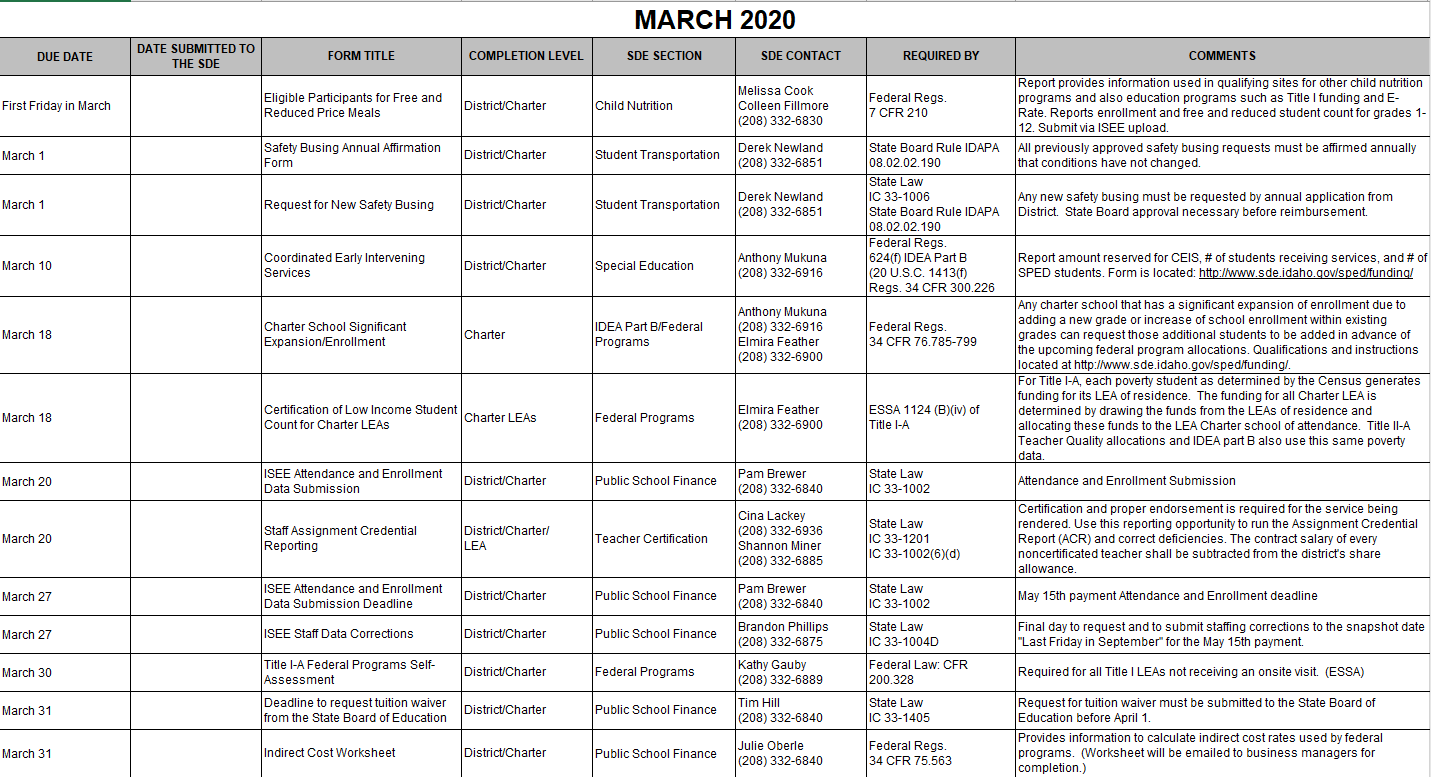 MARCH 2020
DUE DATE
DATE SUBMITTED TO
THE SDE
FORM TITLE
COMPLETION LEVEL
SDE SECTION
SDE CONTACT
REQUIRED BY
COMMENTS
First Friday in March
Eligible Participants for Free and
Reduced Price Meals
District/Charter
Child Nutrition
Melissa Cook
Colleen Fillmore
(208) 332-6830
Federal Regs.
7 CFR 210
Report provides information used in qualifying sites for other child nutrition
programs and also education programs such as Title I funding and E-
Rate. Reports enrollment and free and reduced student count for grades 1-
12. Submit via ISEE upload.
March 1
Safety Busing Annual Affirmation
Form
District/Charter
Student Transportation
Derek Newland
(208) 332-6851
State Board Rule IDAPA
08.02.02.190
All previously approved safety busing requests must be affirmed annually
that conditions have not changed.
March 1
Request for New Safety Busing
District/Charter
Student Transportation
Derek Newland
(208) 332-6851
State Law
IC 33-1006
State Board Rule IDAPA
08.02.02.190
Any new safety busing must be requested by annual application from
District. State Board approval necessary before reimbursement.
March 10
Coordinated Early Intervening
Services
District/Charter
Special Education
Anthony Mukuna
(208) 332-6916
Federal Regs.
624(f) IDEA Part B
(20 U.S.C. 1413(f)
Regs. 34 CFR 300.226
Report amount reserved for CEIS, # of students receiving services, and # of
SPED students. Form is located: http://www.sde.idaho.gov/sped/funding/
March 18
Charter School Significant
Expansion/Enrollment
Charter
IDEA Part B/Federal
Programs
Anthony Mukuna
(208) 332-6916
Elmira Feather
(208) 332-6900
Federal Regs.
34 CFR 76.785-799
Any charter school that has a significant expansion of enrollment due to
adding a new grade or increase of school enrollment within existing
grades can request those additional students to be added in advance of
the upcoming federal program allocations. Qualifications and instructions
located at http://www.sde.idaho.gov/sped/funding/.
March 18
Certification of Low Income Student
Count for Charter LEAs
Charter LEAs
Federal Programs
Elmira Feather
(208) 332-6900
ESSA 1124 (B)(iv) of
Title I-A
For Title I-A, each poverty student as determined by the Census generates
funding for its LEA of residence. The funding for all Charter LEA is
determined by drawing the funds from the LEAs of residence and
allocating these funds to the LEA Charter school of attendance. Title II-A
Teacher Quality allocations and IDEA part B also use this same poverty
data.
March 20
ISEE Attendance and Enrollment
Data Submission
District/Charter
Public School Finance
Pam Brewer
(208) 332-6840
State Law
IC 33-1002
Attendance and Enrollment Submission
March 20
Staff Assignment Credential
Reporting
District/Charter/
LEA
Teacher Certification
Cina Lackey
(208) 332-6936
Shannon Miner
(208) 332-6885
State Law
IC 33-1201
IC 33-1002(6)(d)
Certification and proper endorsement is required for the service being
rendered. Use this reporting opportunity to run the Assignment Credential
Report (ACR) and correct deficiencies. The contract salary of every
noncertificated teacher shall be subtracted from the district's share
allowance.
March 27
ISEE Attendance and Enrollment
Data Submission Deadline
District/Charter
Public School Finance
Pam Brewer
(208) 332-6840
State Law
IC 33-1002
May 15th payment Attendance and Enrollment deadline
March 27
ISEE Staff Data Corrections
District/Charter
Public School Finance
Brandon Phillips
(208) 332-6875
State Law
IC 33-1004D
Final day to request and to submit staffing corrections to the snapshot date
"Last Friday in September" for the May 15th payment.
March 30
Title I-A Federal Programs Self-
Assessment
District/Charter
Federal Programs
Kathy Gauby
(208) 332-6889
Federal Law: CFR
200.328
Required for all Title I LEAs not receiving an onsite visit. (ESSA)
March 31
Deadline to request tuition waiver
from the State Board of Education
District/Charter
Public School Finance
Tim Hill
(208) 332-6840
State Law
IC 33-1405
Request for tuition waiver must be submitted to the State Board of
Education before April 1.
March 31
Indirect Cost Worksheet
District/Charter
Public School Finance
Julie Oberle
(208) 332-6840
Federal Regs.
34 CFR 75.563
Provides information to calculate indirect cost rates used by federal
programs. (Worksheet will be emailed to business managers for
completion.)